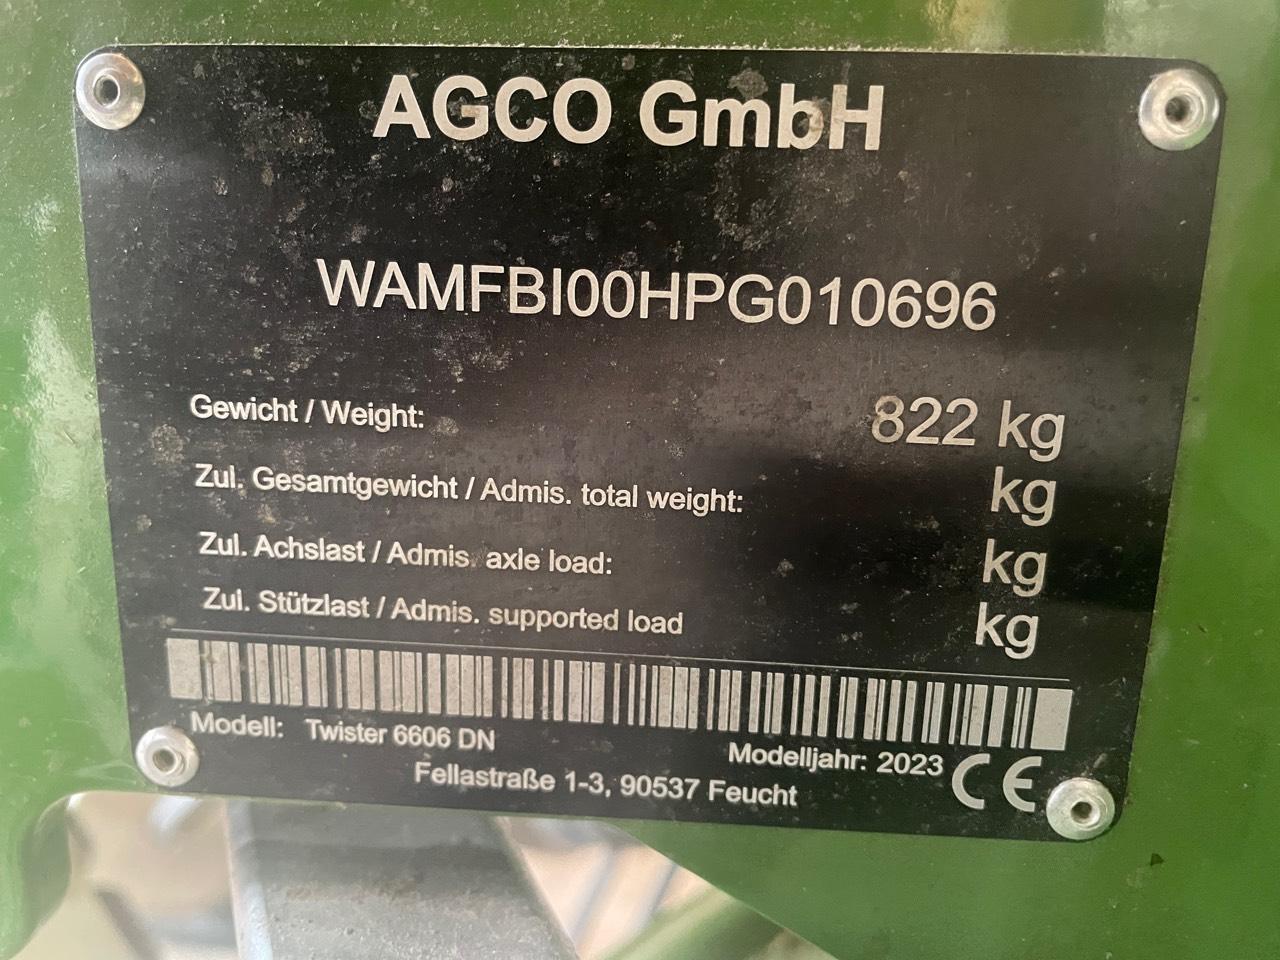 AGCO GmbH
WAMFBI00HPG010696
Gewicht / Weight: 822 kg
Zul. Gesamtgewicht / Admis. total weight: kg
Zul. Achslast / Admis. axle load: kg
Zul. Stützlast / Admis. supported load kg
Modell: Twister 6606 DN Modelljahr: 2023
Fellastraße 1-3, 90537 Feucht CE